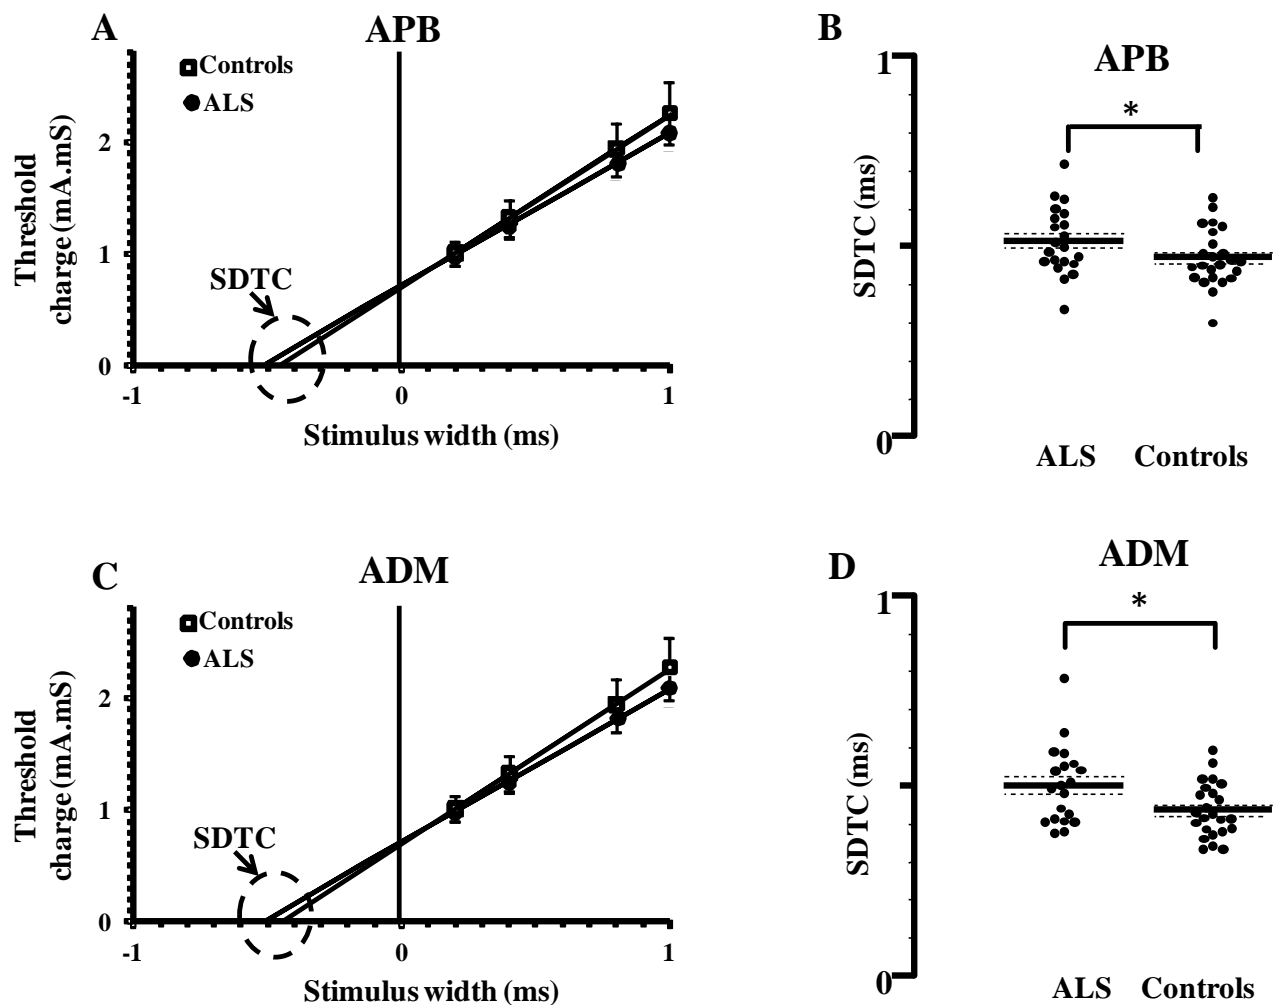 A
APB
Controls
ALS
Threshold
charge (mA.mS)
2
1
0
SDTC
-1
0
1
Stimulus width (ms)
B
APB
1
*
SDTC (ms)
0
ALS
Controls
C
ADM
Controls
ALS
Threshold
charge (mA.mS)
2
1
0
SDTC
-1
0
1
Stimulus width (ms)
D
ADM
1
*
SDTC (ms)
0
ALS
Controls